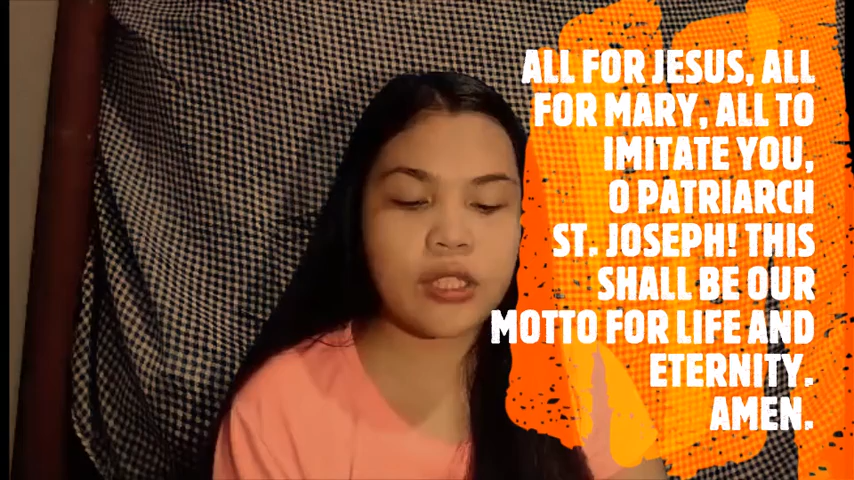 ALL FOR JESUS, ALL
FOR MARY, ALL TO
IMITATE YOU,
O PATRIARCH
ST. JOSEPH! THIS
SHALL BE OUR
MOTTO FOR LIFE AND
ETERNITY.
AMEN.